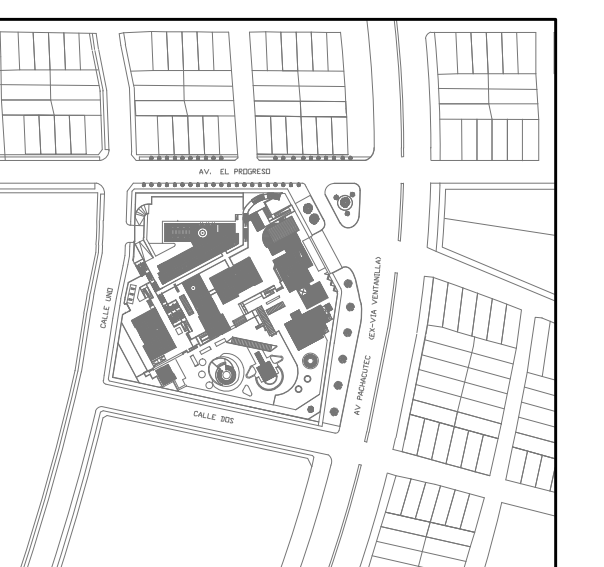 AV. EL PROGRESO
CALLE UNO
AV PACHACUTEC (EX-VIA VENTANILLA)
CALLE DOS